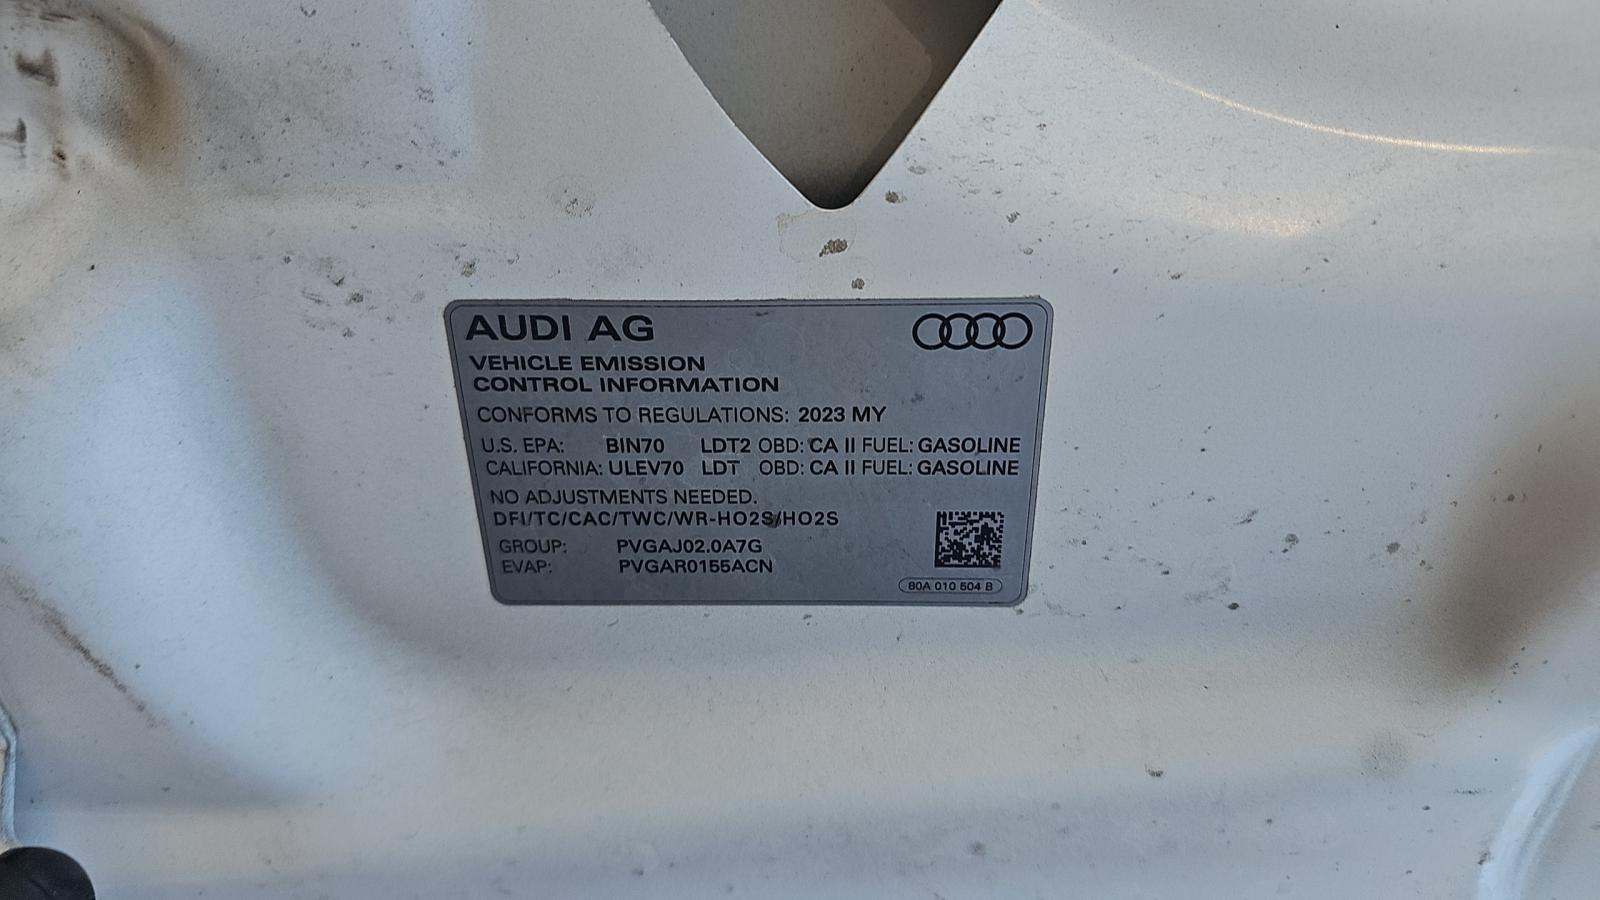 AUDI AG
VEHICLE EMISSION
CONTROL INFORMATION
CONFORMS TO REGULATIONS: 2023 MY
U.S. EPA: BIN70 LDT2 OBD: CA II FUEL: GASOLINE
CALIFORNIA: ULEV70 LDT OBD: CA II FUEL: GASOLINE
NO ADJUSTMENTS NEEDED.
DFI/TC/CAC/TWC/WR-HO2S/HO2S
GROUP: PVGAJ02.0A7G
EVAP: PVGAR0155ACN
80A 010 504 B